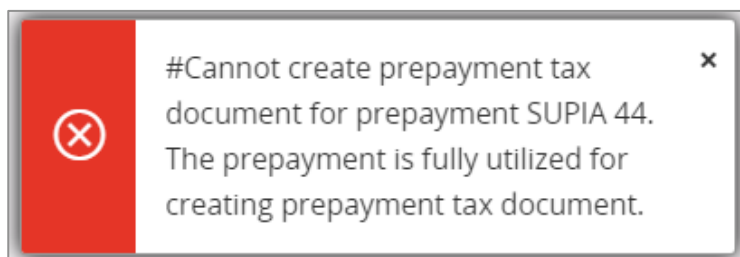 #Cannot create prepayment tax
document for prepayment SUPIA 44.
The prepayment is fully utilized for
creating prepayment tax document.